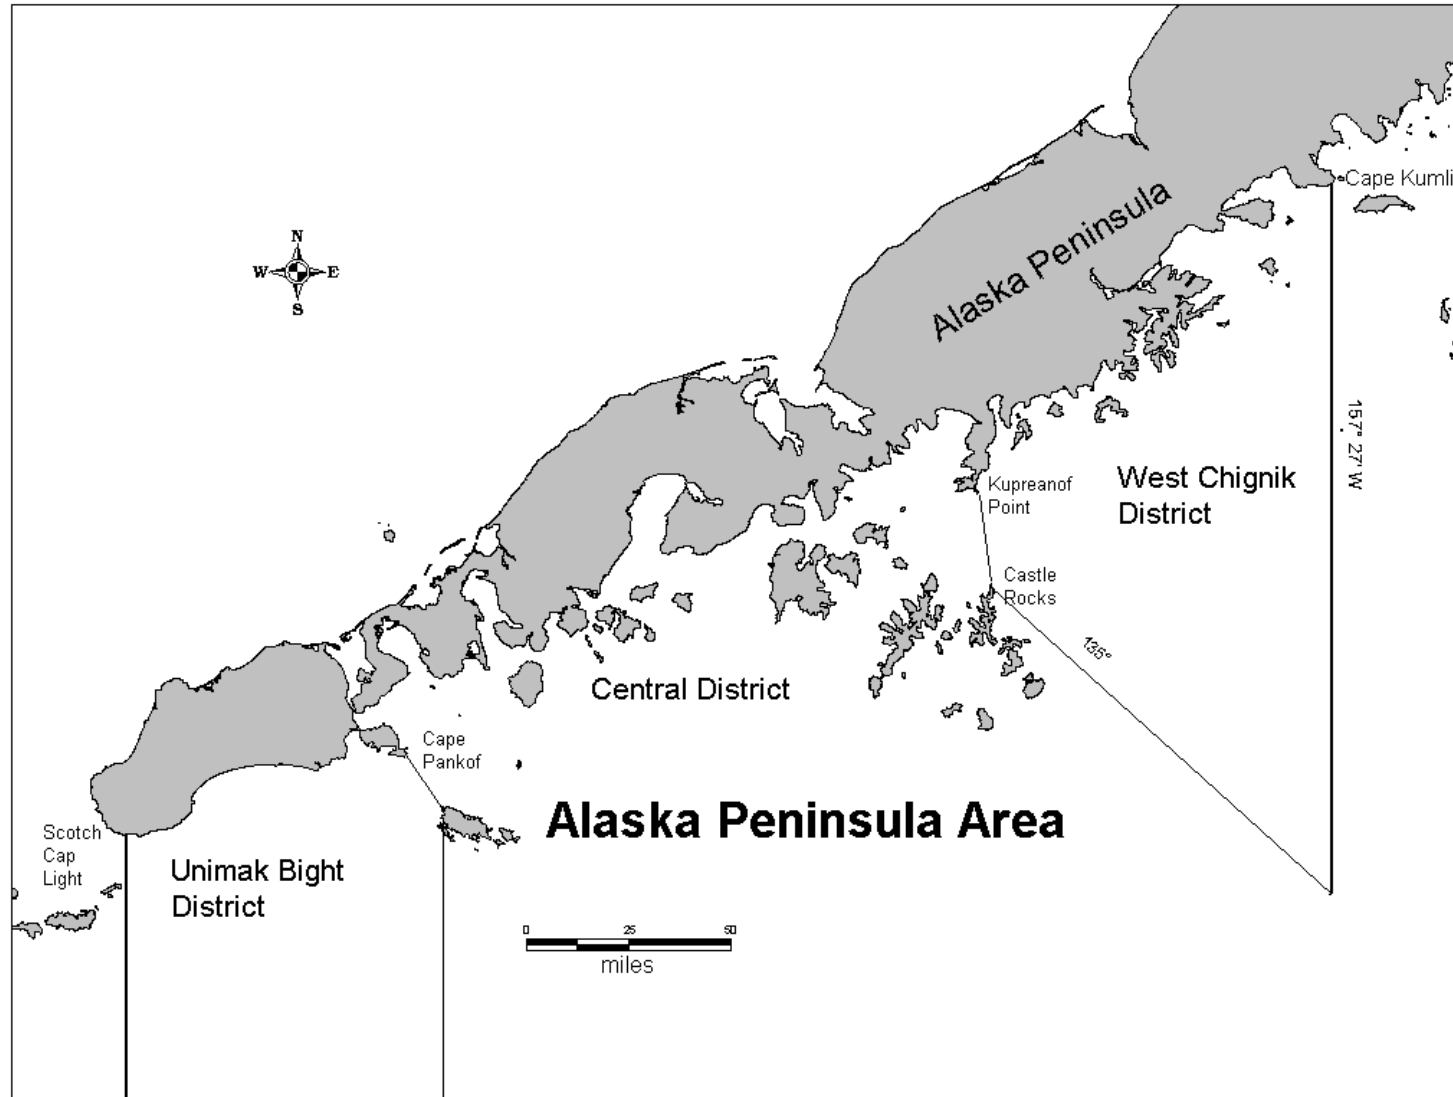 Cape Kumli
Alaska Peninsula
N
W E
S
157° 27' W
West Chignik
District
Kupreanof
Point
Castle
Rocks
135°
Central District
Cape
Pankof
Alaska Peninsula Area
Scotch
Cap
Light
Unimak Bight
District
0 25 50
miles